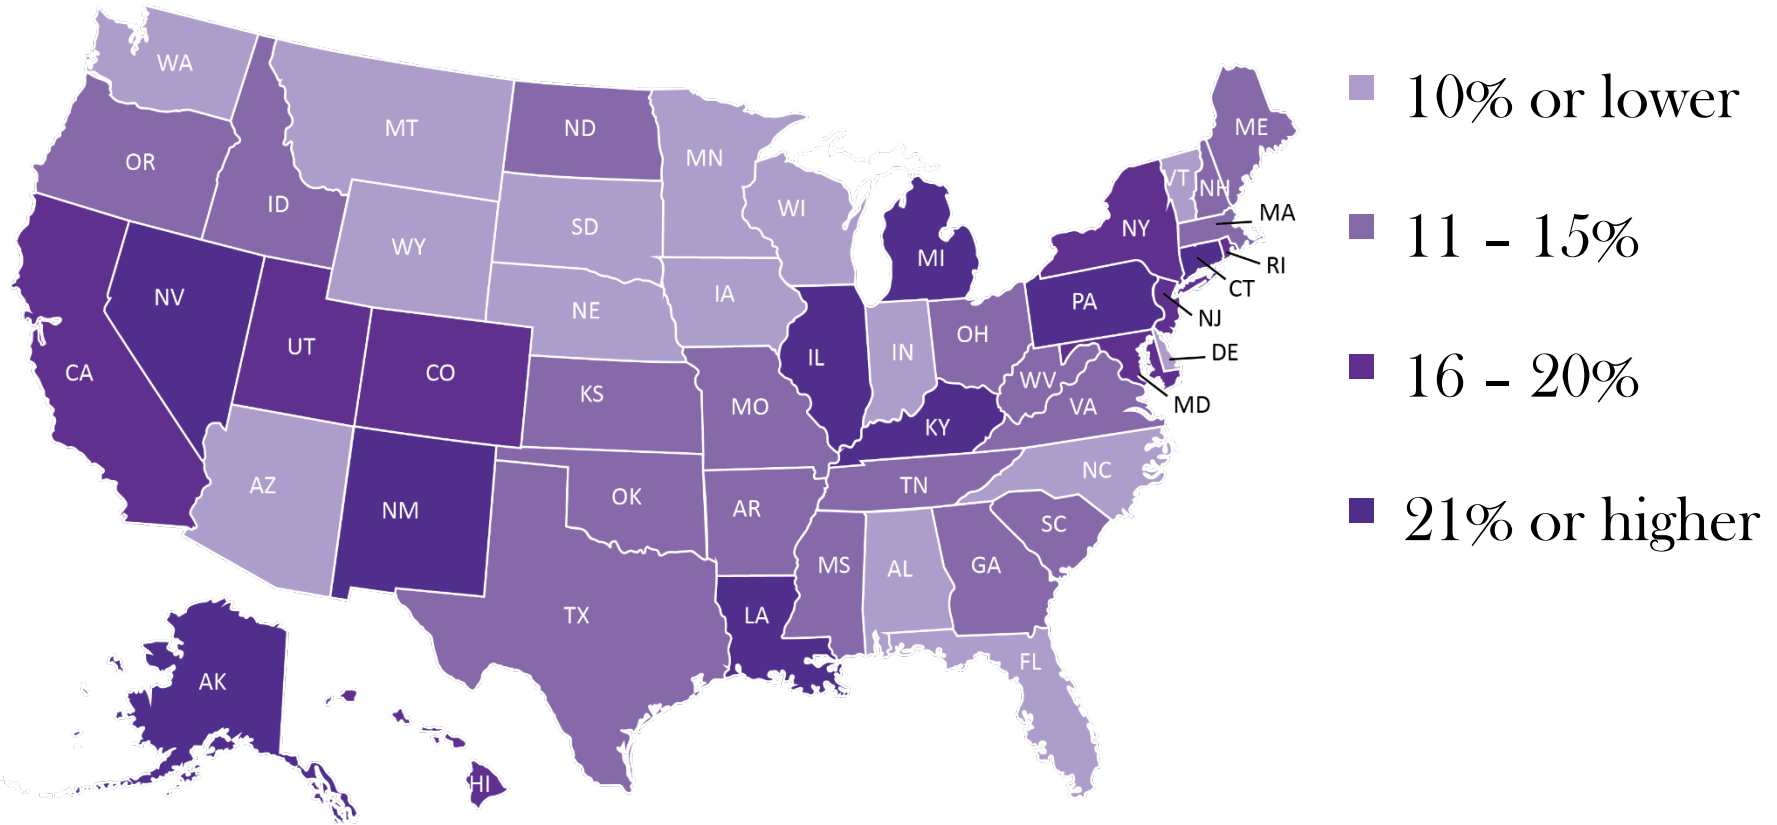 WA
MT
ND
MN
OR
ID
SD
WI
WY
NE
IA
MI
NY
VT
NH
ME
MA
RI
CT
NJ
PA
DE
MD
NV
UT
CO
CA
KS
MO
IL
IN
OH
WV
VA
KY
AZ
NM
OK
AR
TN
NC
SC
TX
LA
MS
AL
GA
FL
AK
HI
10% or lower
11 – 15%
16 – 20%
21% or higher